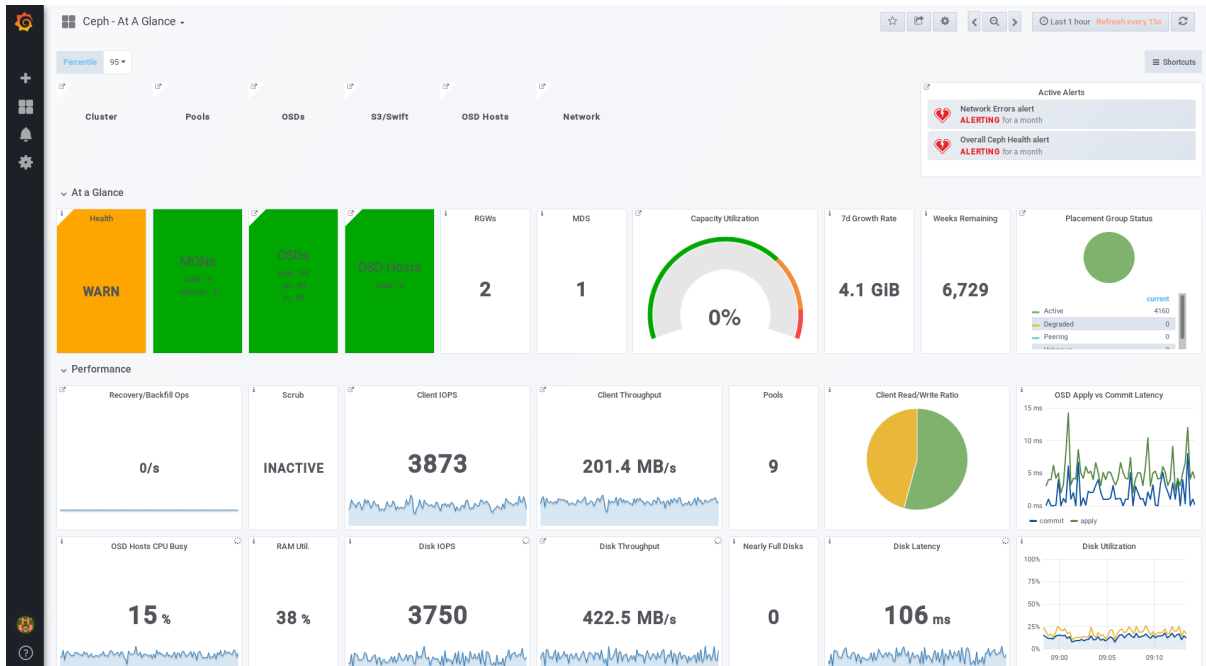 Ceph - At A Glance
Last 1 hour Refresh every 15s
Percentile 95
Shortcuts
Cluster
Pools
OSDs
S3/Swift
OSD Hosts
Network
Active Alerts
Network Errors alert
ALERTING for a month
Overall Ceph Health alert
ALERTING for a month
At a Glance
Health
WARN
MONs
OSDs
OSD Hosts
RGWs
2
MDS
1
Capacity Utilization
0%
7d Growth Rate
4.1 GiB
Weeks Remaining
6,729
Placement Group Status
current
Active 4160
Degraded 0
Peering 0
Performance
Recovery/Backfill Ops
0/s
Scrub
INACTIVE
Client IOPS
3873
Client Throughput
201.4 MB/s
Pools
9
Client Read/Write Ratio
OSD Apply vs Commit Latency
15 ms
10 ms
5 ms
0 ms
commit apply
OSD Hosts CPU Busy
15 %
RAM Util.
38 %
Disk IOPS
3750
Disk Throughput
422.5 MB/s
Nearly Full Disks
0
Disk Latency
106 ms
Disk Utilization
100%
75%
50%
25%
0%
09:00 09:05 09:10